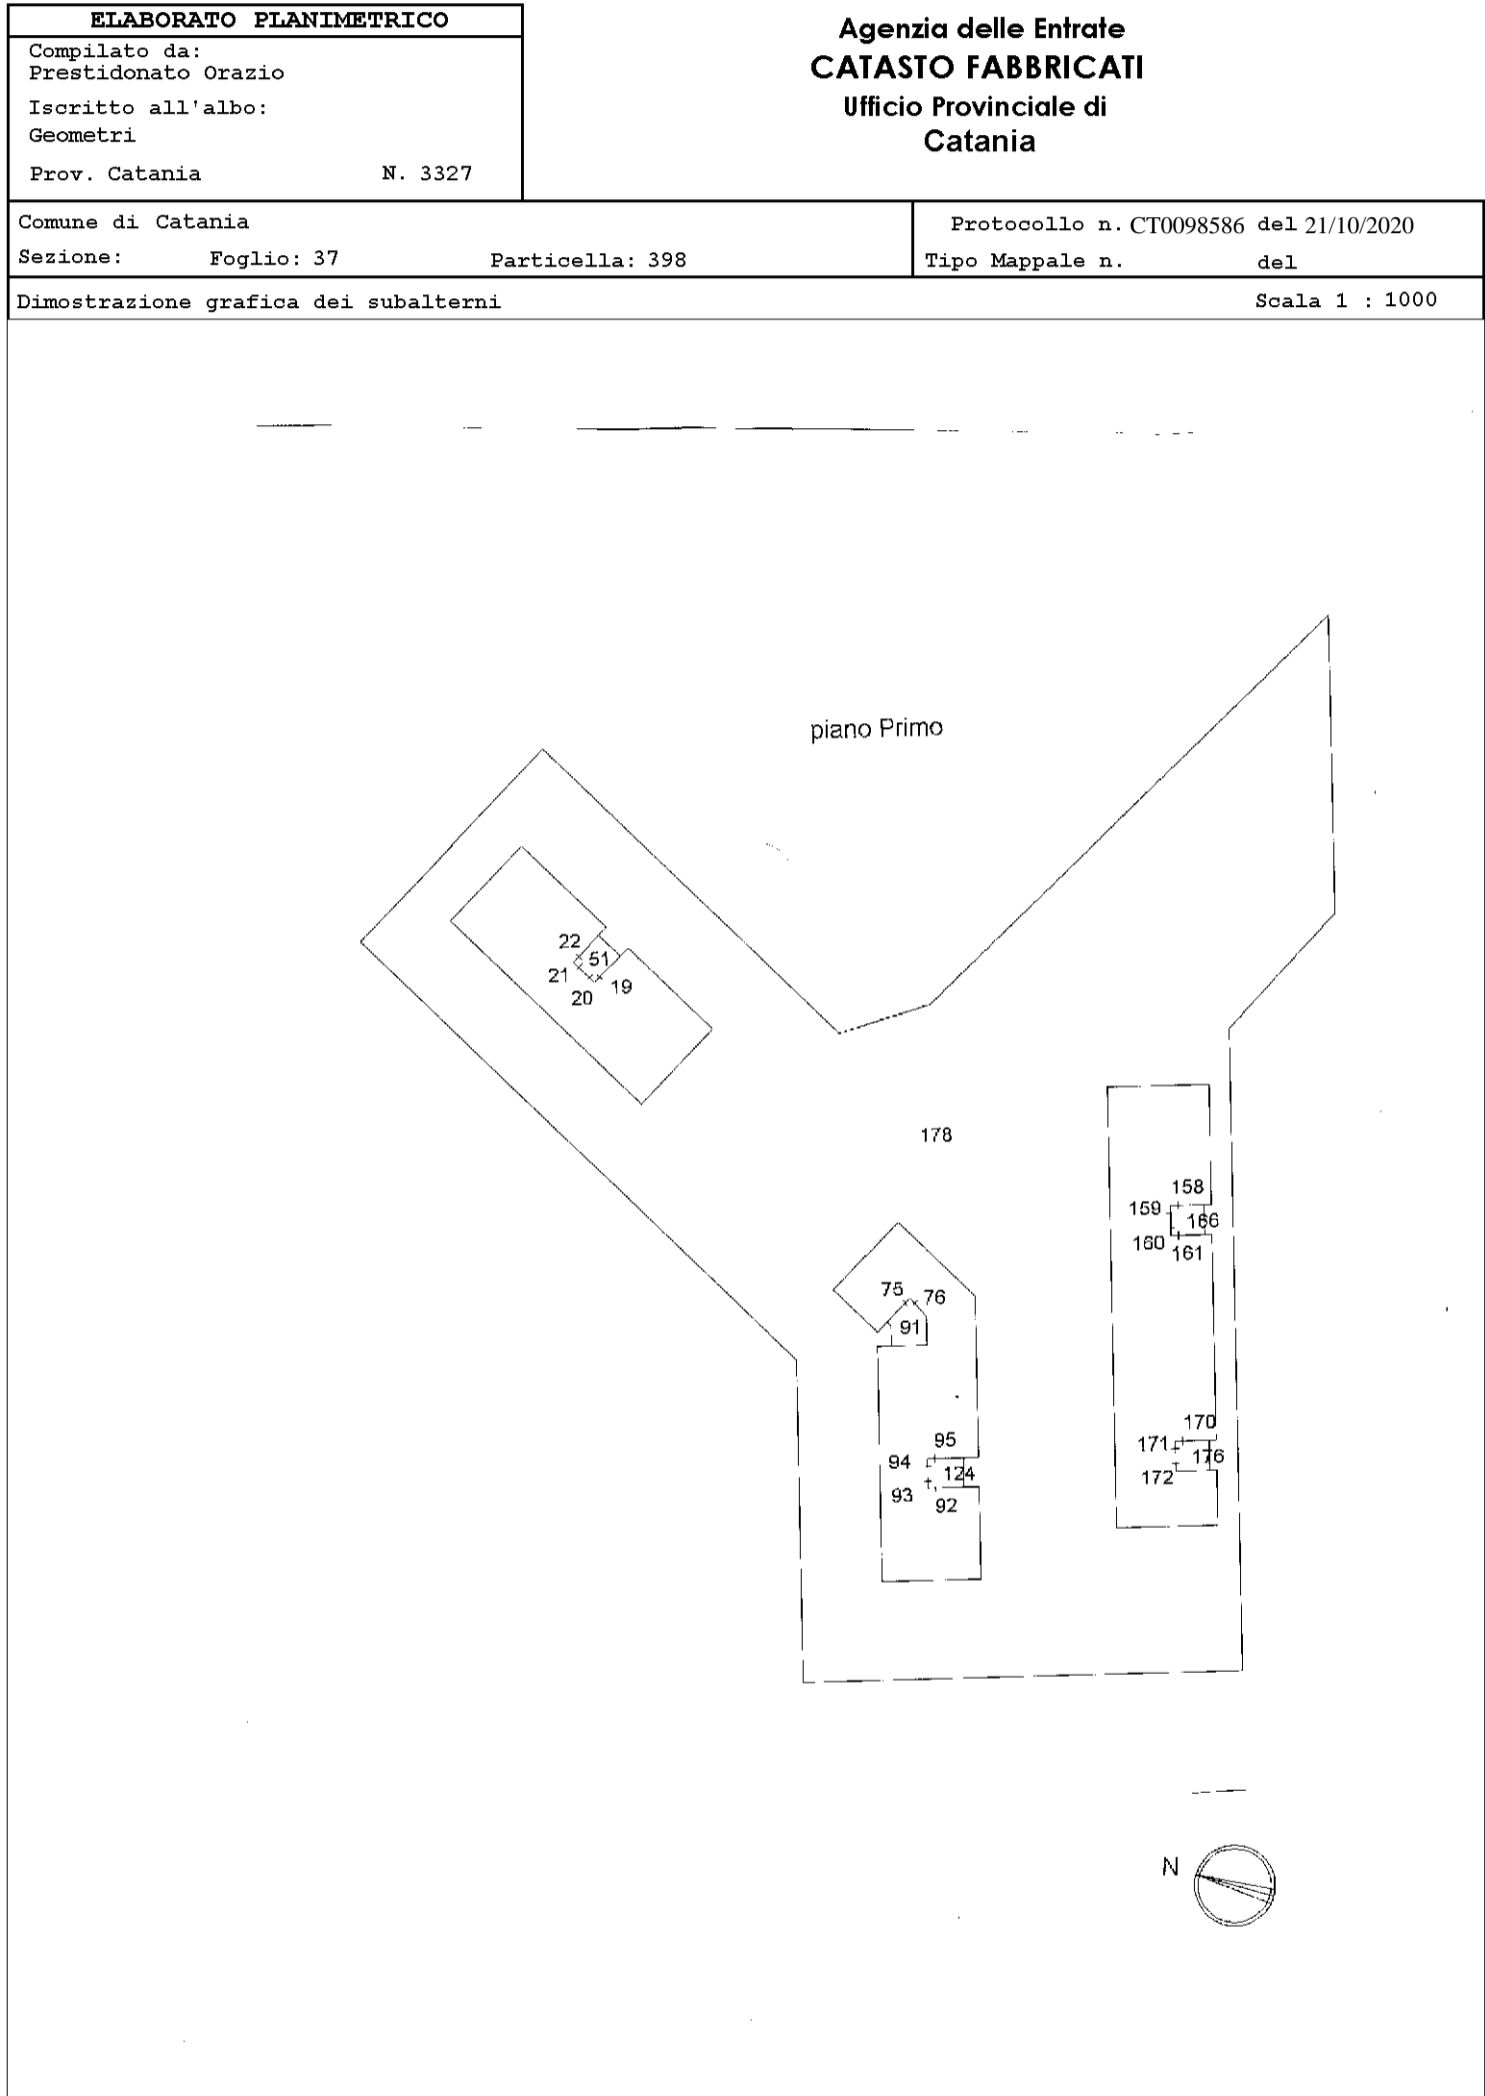 ELABORATO PLANIMETRICO
Compilato da:
Prestidonato Orazio
Iscritto all'albo:
Geometri
Prov. Catania N. 3327
Agenzia delle Entrate
CATASTO FABBRICATI
Ufficio Provinciale di
Catania
Comune di Catania
Sezione: Foglio: 37 Particella: 398
Protocollo n. CT0098586 del 21/10/2020
Tipo Mappale n. del
Dimostrazione grafica dei subalterni Scala 1 : 1000
piano Primo
22
51
21
19
20
178
158
159
166
160
161
75
76
91
170
95
171
176
94
124
172
93
92
N